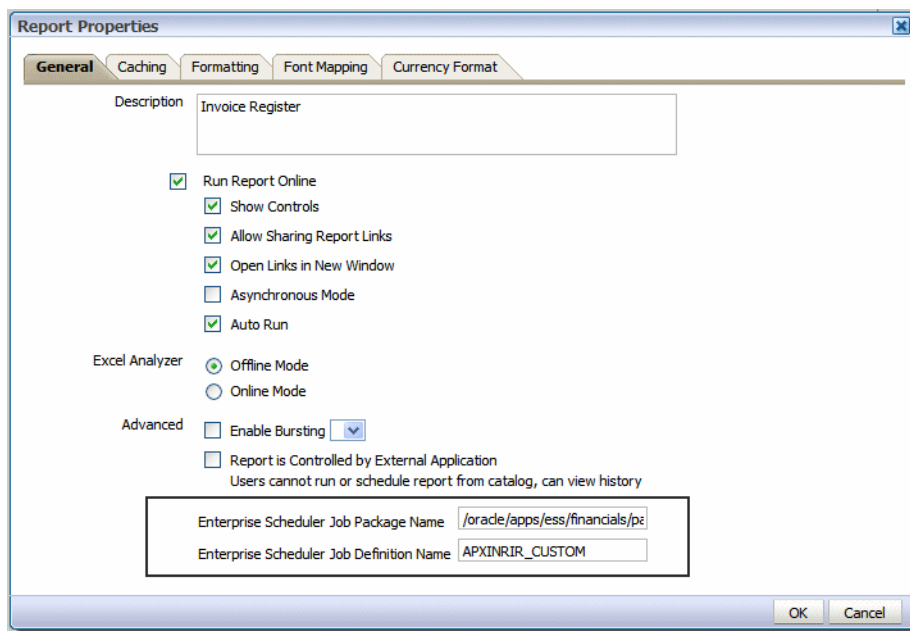 Report Properties
General Caching Formatting Font Mapping Currency Format
Description Invoice Register
Run Report Online
Show Controls
Allow Sharing Report Links
Open Links in New Window
Asynchronous Mode
Auto Run
Excel Analyzer Offline Mode
Online Mode
Advanced Enable Bursting
Report is Controlled by External Application
Users cannot run or schedule report from catalog, can view history
Enterprise Scheduler Job Package Name /oracle/apps/ess/financials/pa
Enterprise Scheduler Job Definition Name APXINRIR_CUSTOM
OK Cancel